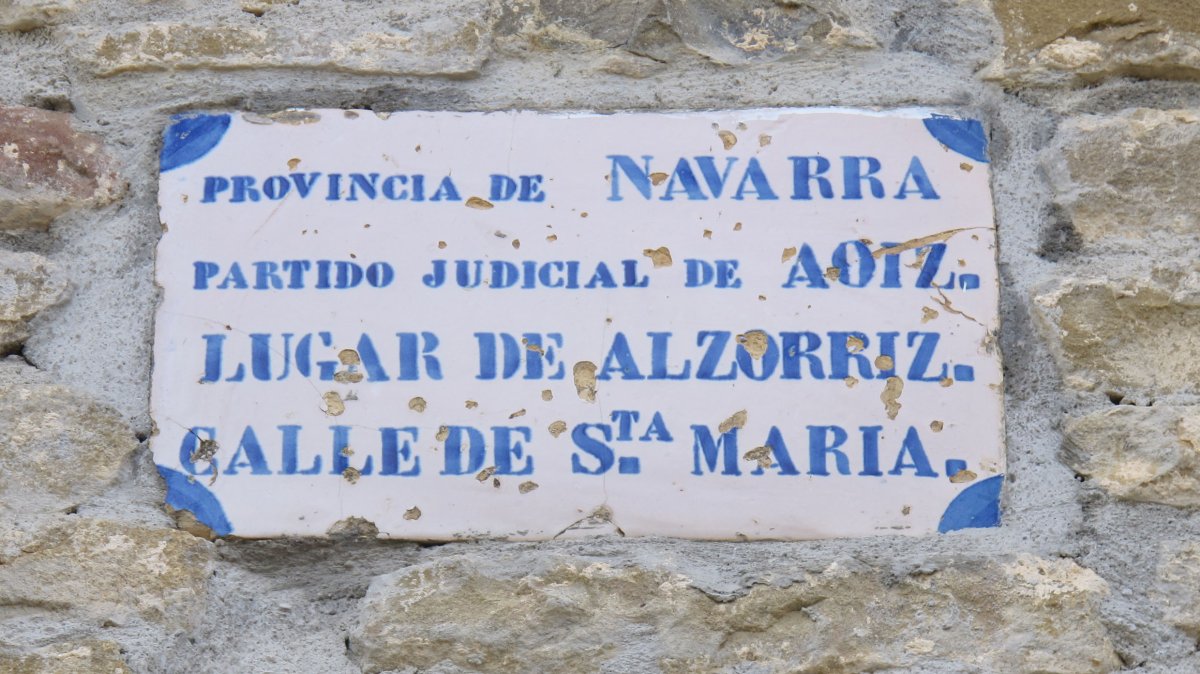 PROVINCIA DE NAVARRA
PARTIDO JUDICIAL DE AOIZ.
LUGAR DE ALZORRIZ.
CALLE DE STA MARIA.